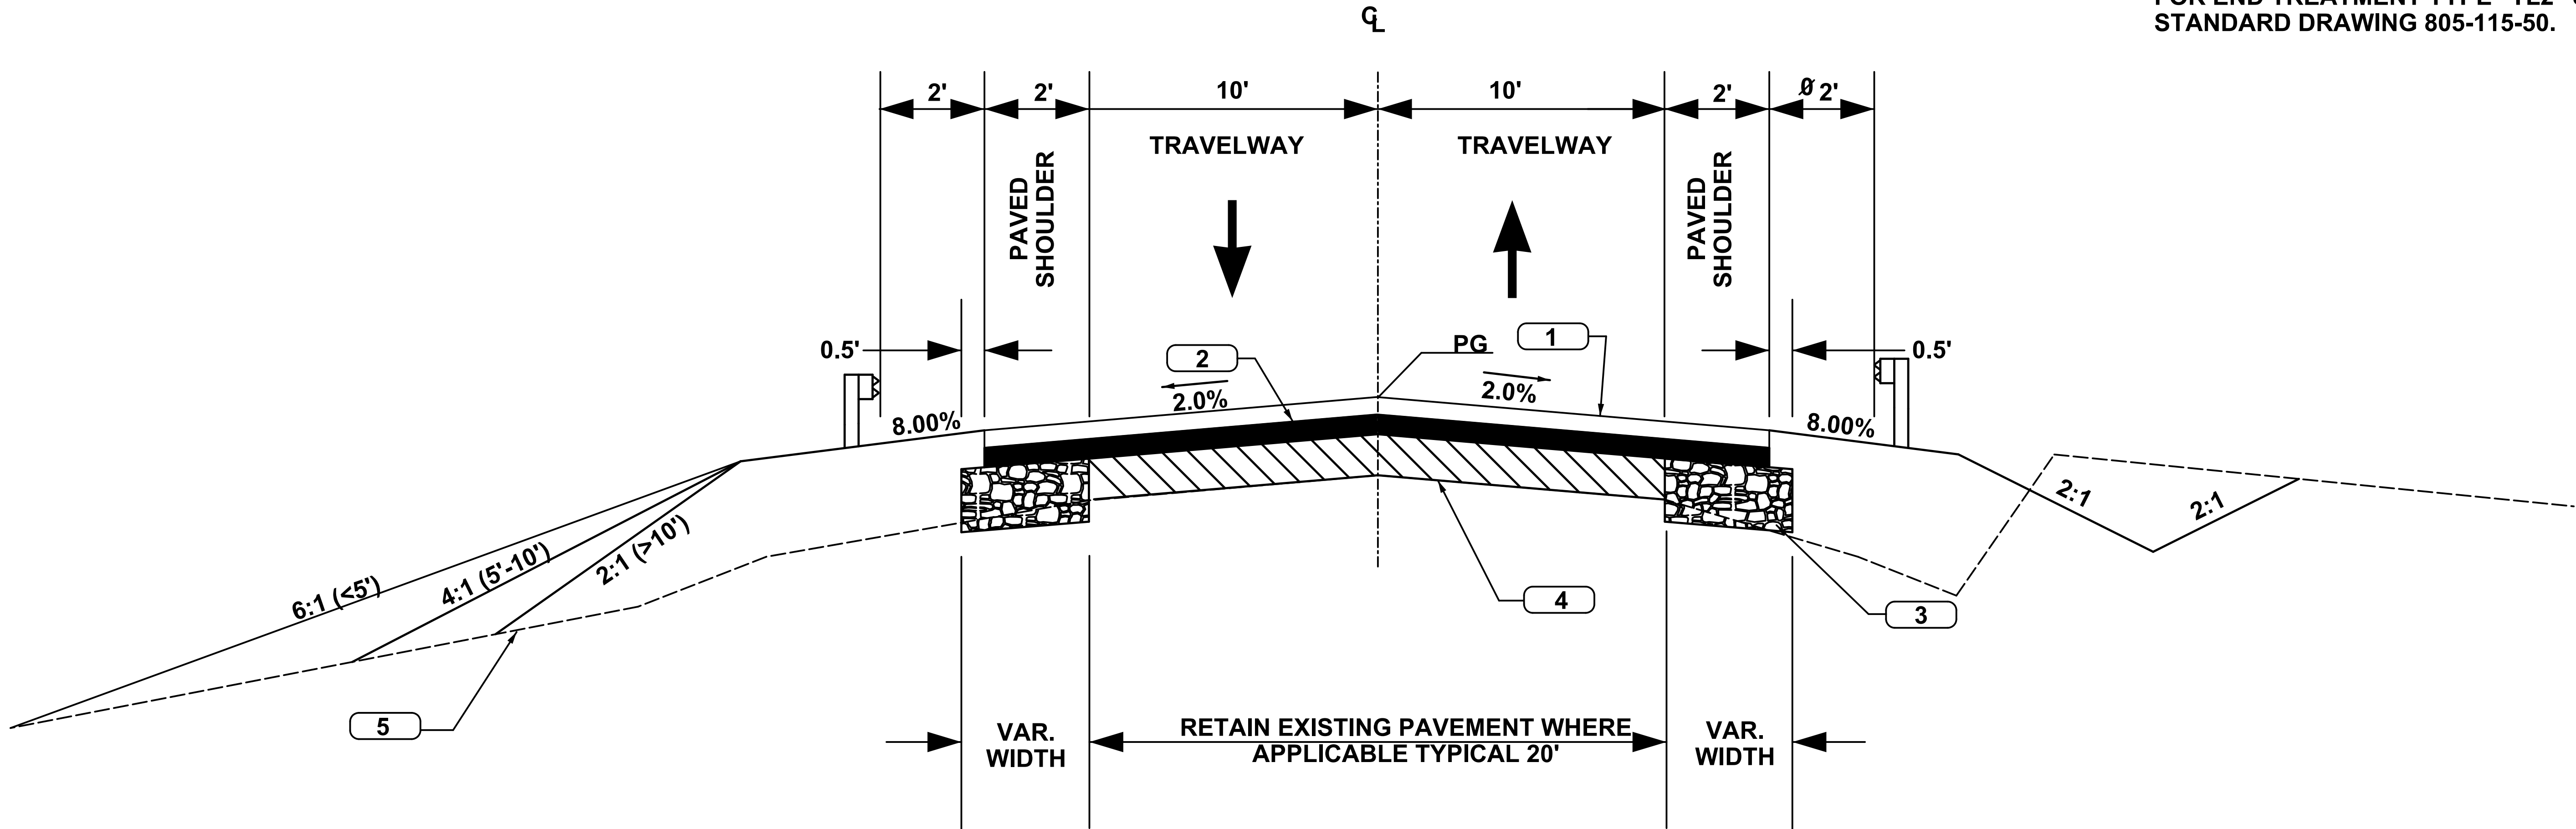 STANDARD DRAWING 805-115-50.
CL
2'
2'
10'
10'
2'
Ø 2'
TRAVELWAY
TRAVELWAY
PAVED
SHOULDER
PAVED
SHOULDER
0.5'
2
PG
1
0.5'
2.0%
2.0%
8.00%
8.00%
6:1 (<5')
4:1 (5'-10')
2:1 (>10')
2:1
2:1
4
3
5
VAR.
WIDTH
RETAIN EXISTING PAVEMENT WHERE
APPLICABLE TYPICAL 20'
VAR.
WIDTH